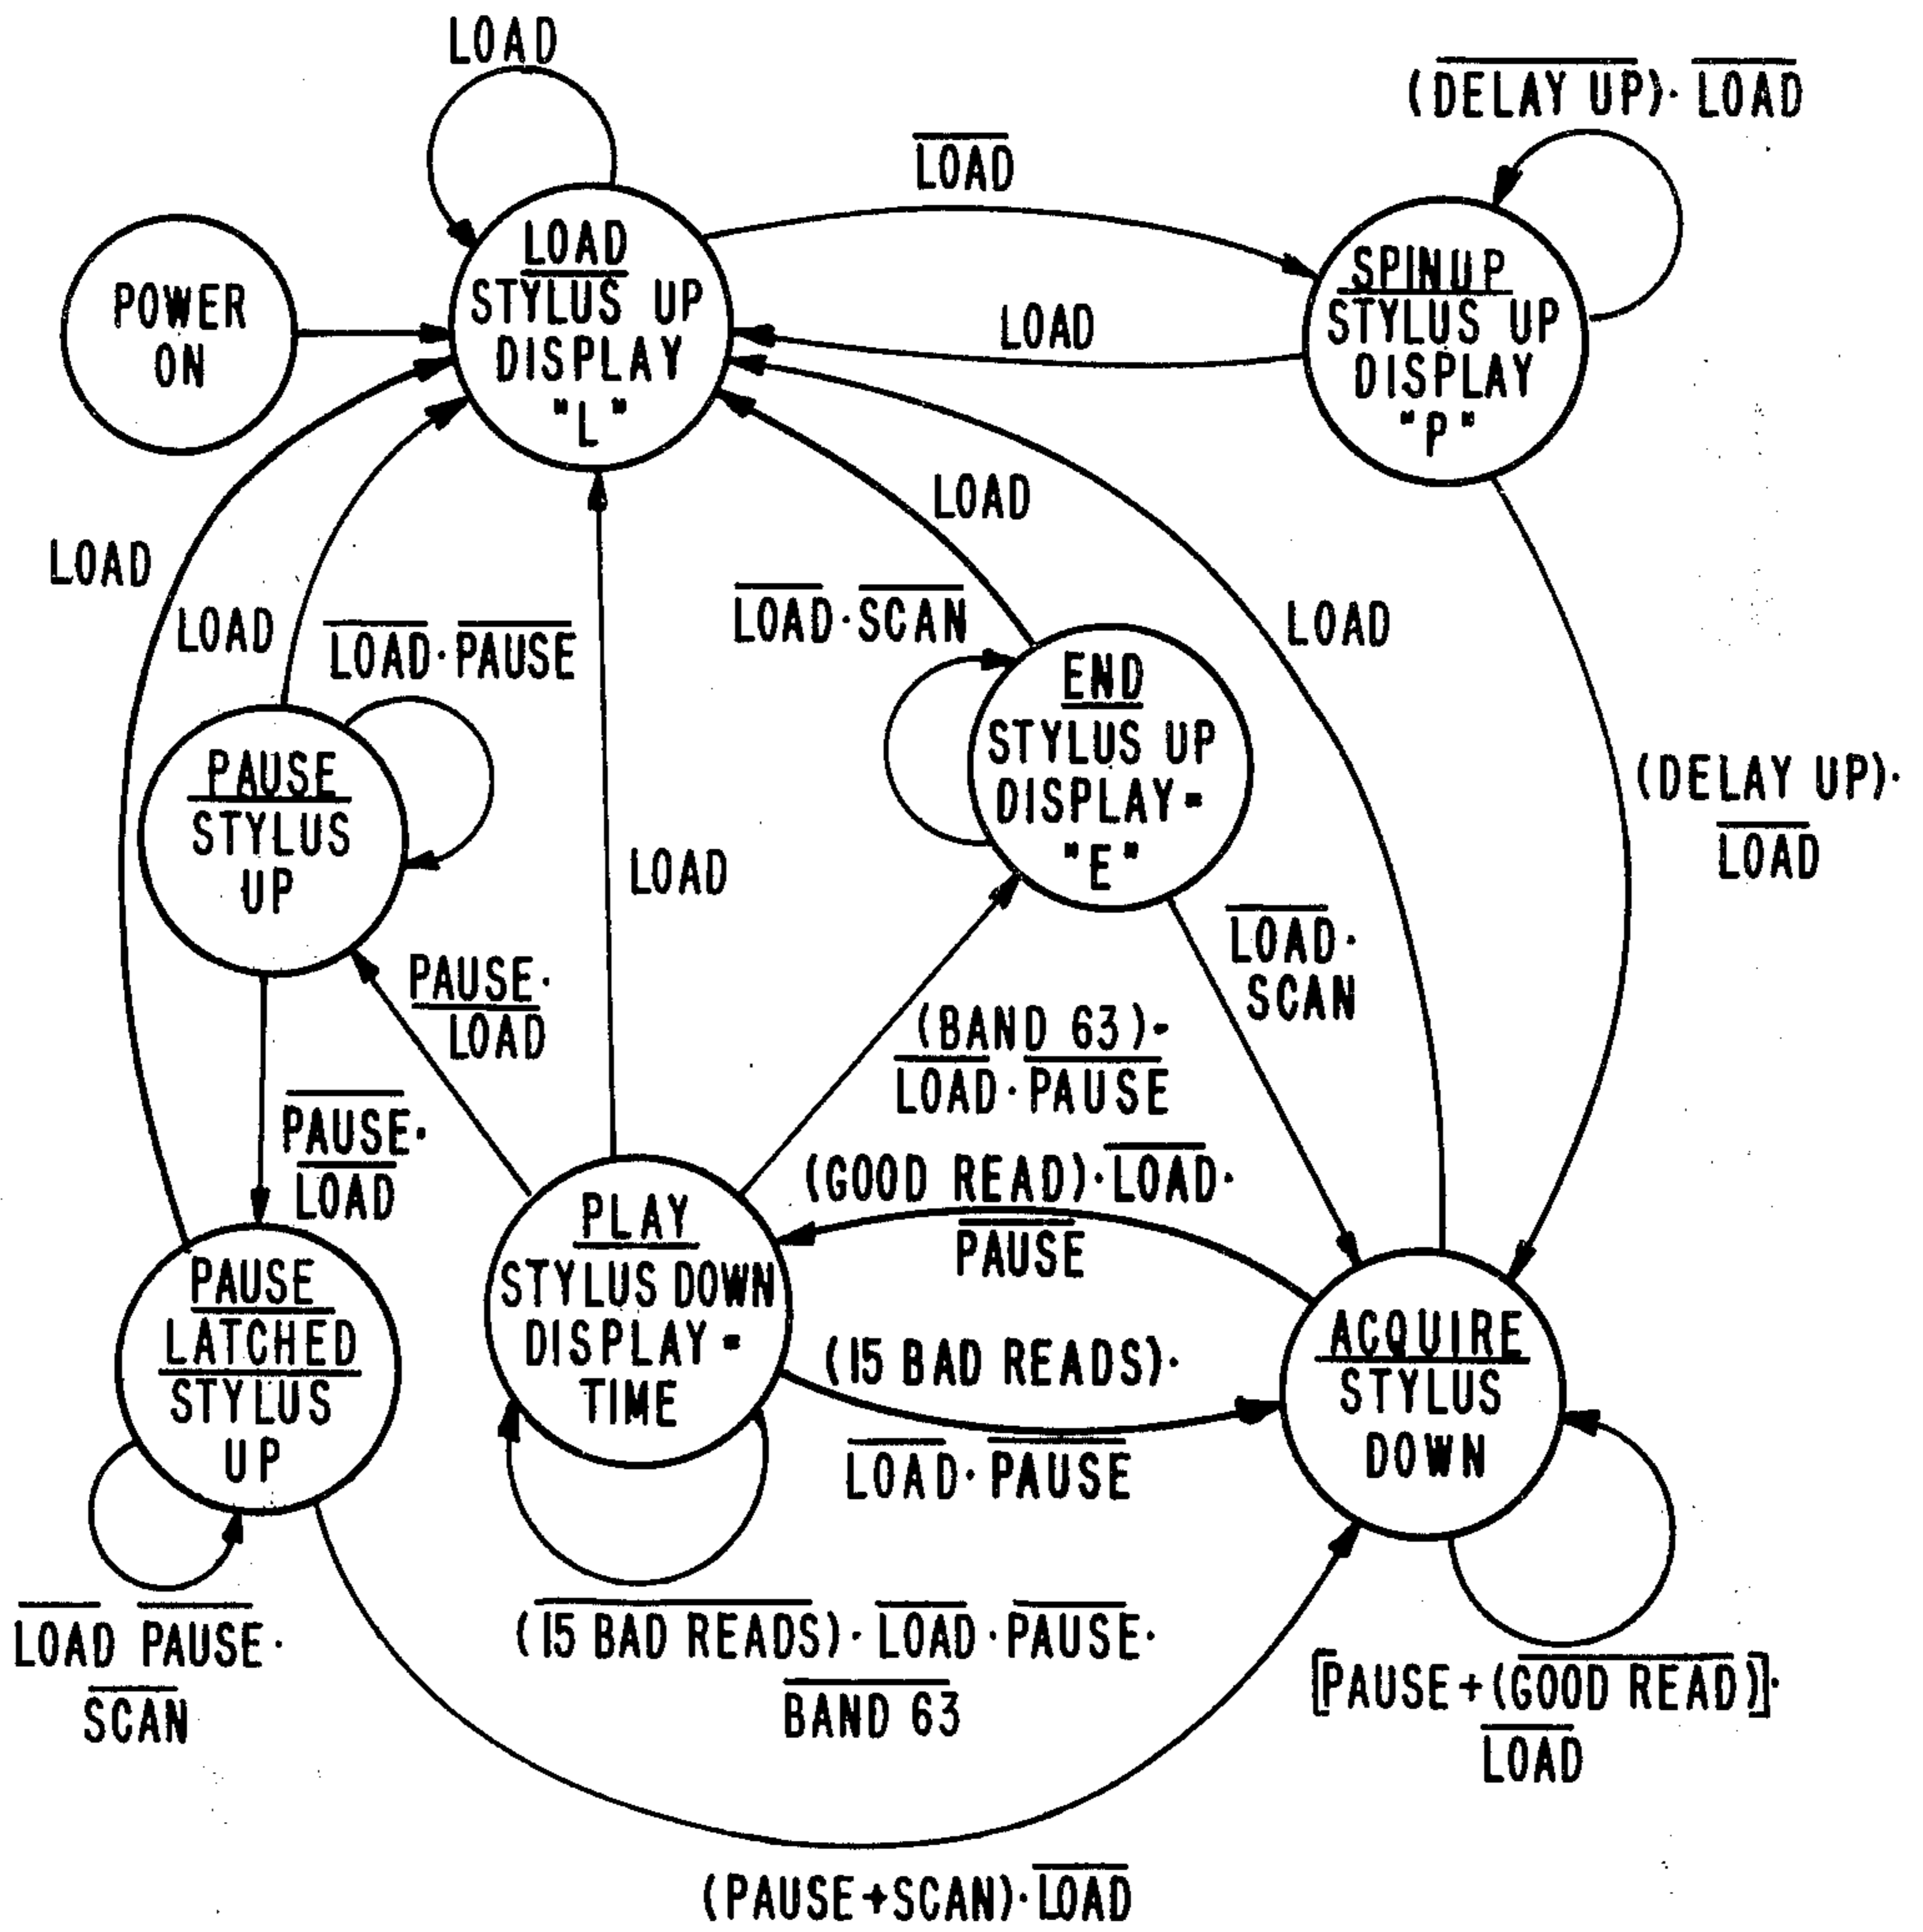 LOAD
(DELAY UP)· LOAD
LOAD
POWER
ON
LOAD
STYLUS UP
DISPLAY
"L"
SPINUP
STYLUS UP
DISPLAY
"P"
LOAD
LOAD
LOAD
LOAD
LOAD
LOAD·PAUSE
LOAD·SCAN
LOAD
PAUSE
STYLUS
UP
END
STYLUS UP
DISPLAY=
"E"
(DELAY UP)·
LOAD
LOAD
PAUSE·
LOAD
LOAD·
SCAN
(BAND 63)·
LOAD·PAUSE
PAUSE·
LOAD
(GOOD READ)·LOAD·
PAUSE
PAUSE
LATCHED
STYLUS
UP
PLAY
STYLUS DOWN
DISPLAY=
TIME
(15 BAD READS)·
LOAD·PAUSE
ACQUIRE
STYLUS
DOWN
LOAD PAUSE·
SCAN
(15 BAD READS)· LOAD·PAUSE·
BAND 63
[PAUSE+(GOOD READ)]·
LOAD
(PAUSE+SCAN)·LOAD